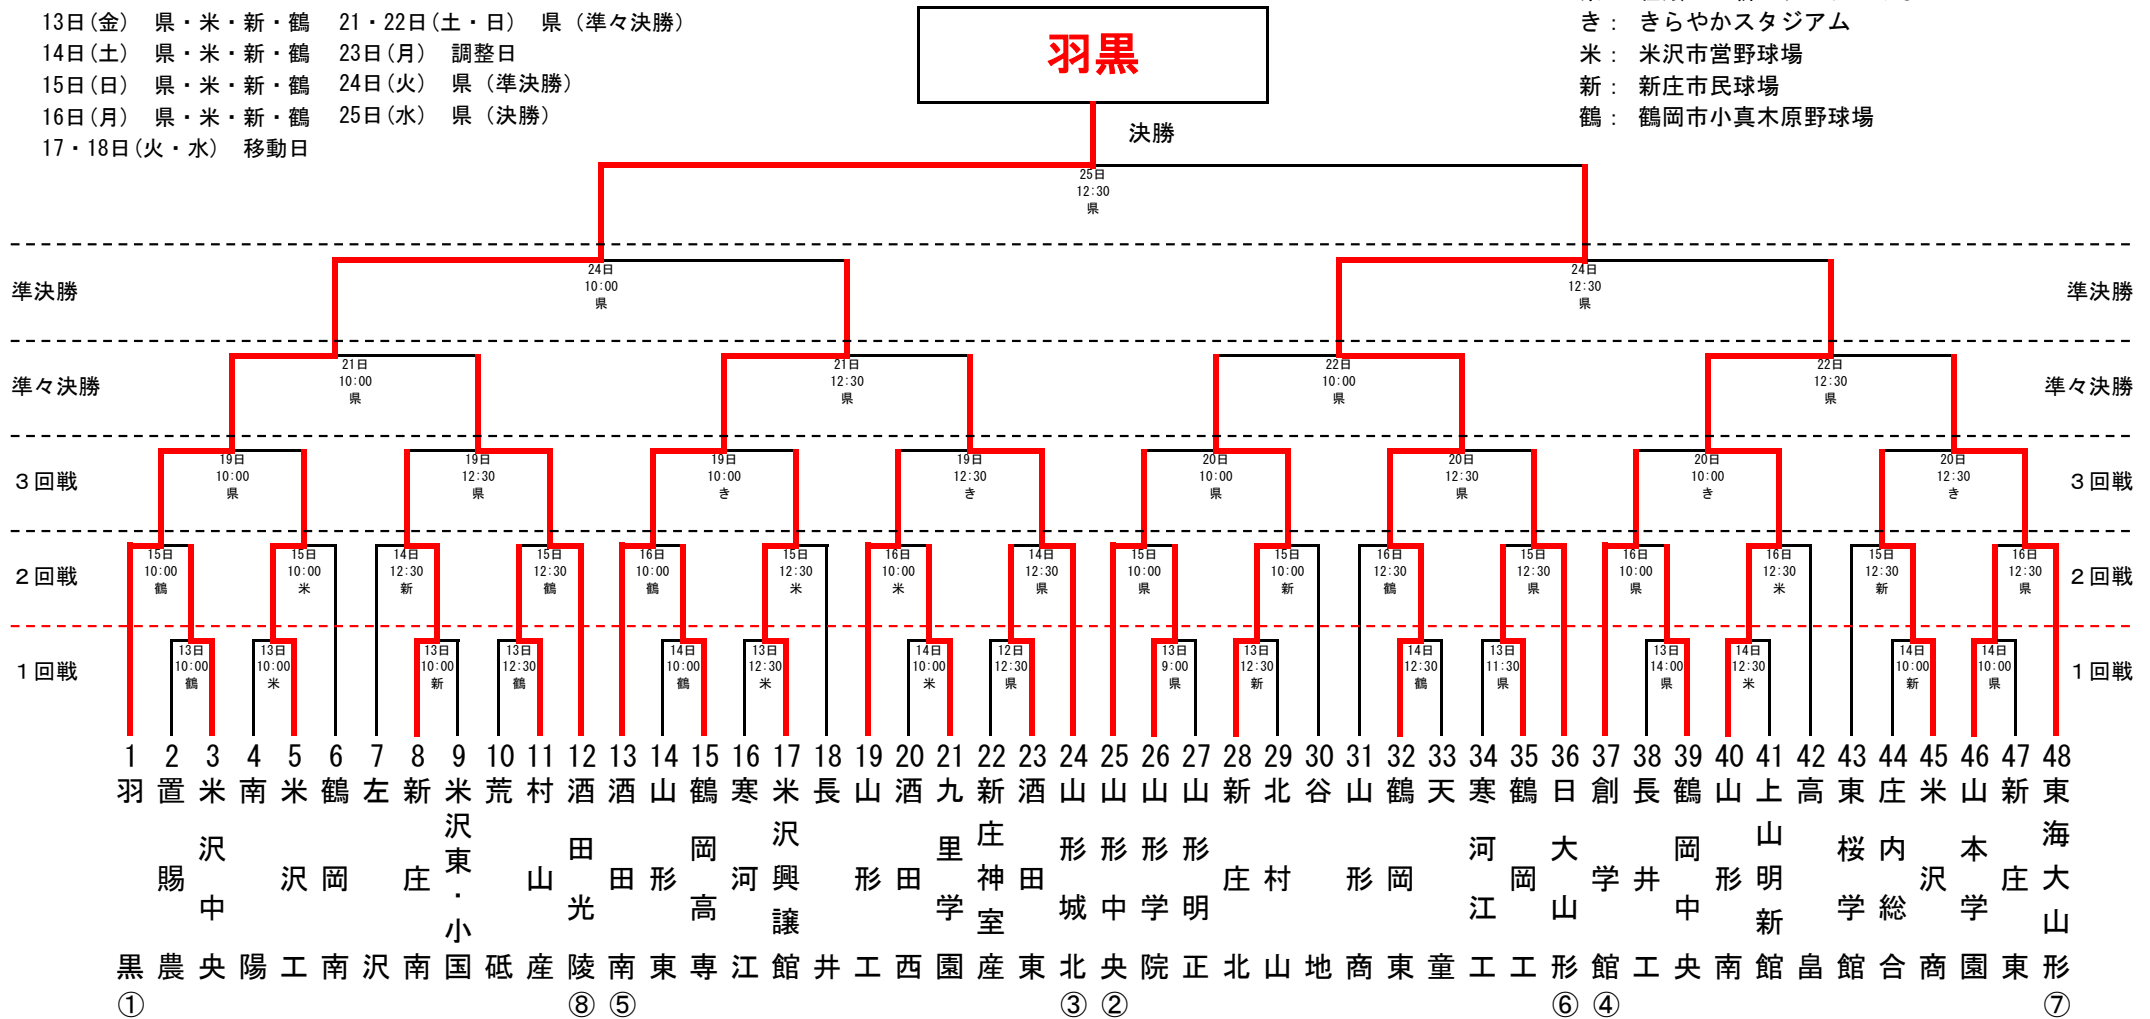 13日(金) 県・米・新・鶴 21・22日(土・日) 県(準々決勝)
14日(土) 県・米・新・鶴 23日(月) 調整日
15日(日) 県・米・新・鶴 24日(火) 県(準決勝)
16日(月) 県・米・新・鶴 25日(水) 県(決勝)
17・18日(火・水) 移動日
羽黒
き: きらやかスタジアム
米: 米沢市営野球場
新: 新庄市民球場
鶴: 鶴岡市小真木原野球場
決勝
25日
12:30
県
準決勝
24日
10:00
県
24日
12:30
県
準決勝
準々決勝
21日
10:00
県
21日
12:30
県
22日
10:00
県
22日
12:30
県
準々決勝
3回戦
19日
10:00
県
19日
12:30
県
19日
10:00
き
19日
12:30
き
20日
10:00
県
20日
12:30
県
20日
10:00
き
20日
12:30
き
3回戦
2回戦
15日
10:00
鶴
15日
10:00
米
14日
12:30
新
15日
12:30
鶴
16日
10:00
鶴
15日
12:30
米
16日
10:00
米
14日
12:30
県
15日
10:00
県
15日
10:00
新
16日
12:30
鶴
15日
12:30
県
16日
10:00
県
16日
12:30
米
15日
12:30
新
16日
12:30
県
2回戦
1回戦
13日
10:00
鶴
13日
10:00
米
13日
10:00
新
13日
12:30
鶴
14日
10:00
鶴
13日
12:30
米
14日
10:00
米
12日
12:30
県
13日
9:00
県
13日
12:30
新
14日
12:30
鶴
13日
11:30
県
13日
14:00
県
14日
12:30
米
14日
10:00
新
14日
10:00
県
1回戦
1 羽黒 ①
2 置賜農
3 米沢中央
4 南陽
5 米沢工
6 鶴岡南
7 左沢
8 新庄南
9 米沢東・小国
10 荒砥
11 村山産
12 酒田光陵 ⑧
13 酒田南 ⑤
14 山形東
15 鶴岡高専
16 寒河江
17 米沢興譲館
18 長井
19 山形工
20 酒田西
21 九里学園
22 新庄神室産
23 酒田東
24 山形城北 ③
25 山形中央 ②
26 山形学院
27 山形明正
28 新庄北
29 北村山
30 谷地
31 山形商
32 鶴岡東
33 天童
34 寒河江工
35 鶴岡工
36 日大山形 ⑥
37 創学館 ④
38 長井工
39 鶴岡中央
40 山形南
41 上山明新館
42 高畠
43 東桜学館
44 庄内総合
45 米沢商
46 山本学園
47 新庄東
48 東海大山形 ⑦